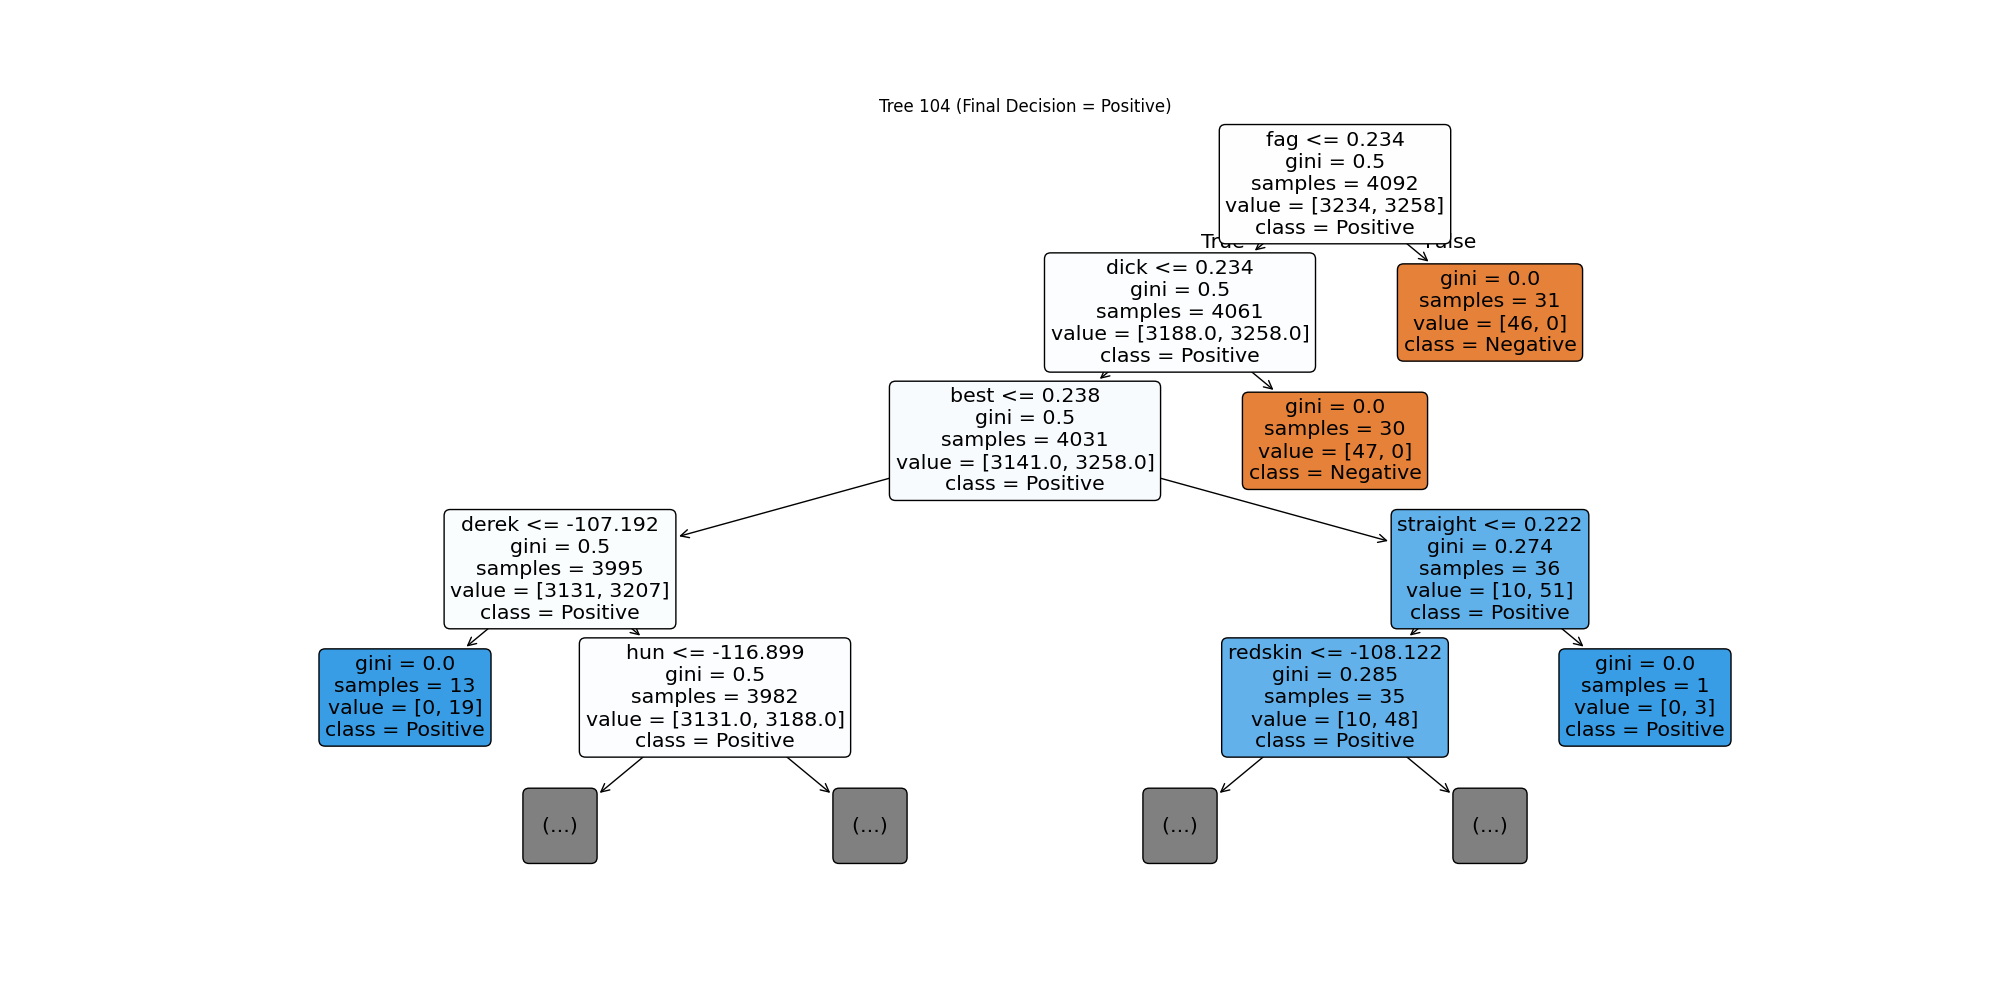 Tree 104 (Final Decision = Positive)
fag <= 0.234
gini = 0.5
samples = 4092
value = [3234, 3258]
class = Positive
True
False
dick <= 0.234
gini = 0.5
samples = 4061
value = [3188.0, 3258.0]
class = Positive
gini = 0.0
samples = 31
value = [46, 0]
class = Negative
best <= 0.238
gini = 0.5
samples = 4031
value = [3141.0, 3258.0]
class = Positive
gini = 0.0
samples = 30
value = [47, 0]
class = Negative
derek <= -107.192
gini = 0.5
samples = 3995
value = [3131, 3207]
class = Positive
straight <= 0.222
gini = 0.274
samples = 36
value = [10, 51]
class = Positive
gini = 0.0
samples = 13
value = [0, 19]
class = Positive
hun <= -116.899
gini = 0.5
samples = 3982
value = [3131.0, 3188.0]
class = Positive
redskin <= -108.122
gini = 0.285
samples = 35
value = [10, 48]
class = Positive
gini = 0.0
samples = 1
value = [0, 3]
class = Positive
(...)
(...)
(...)
(...)